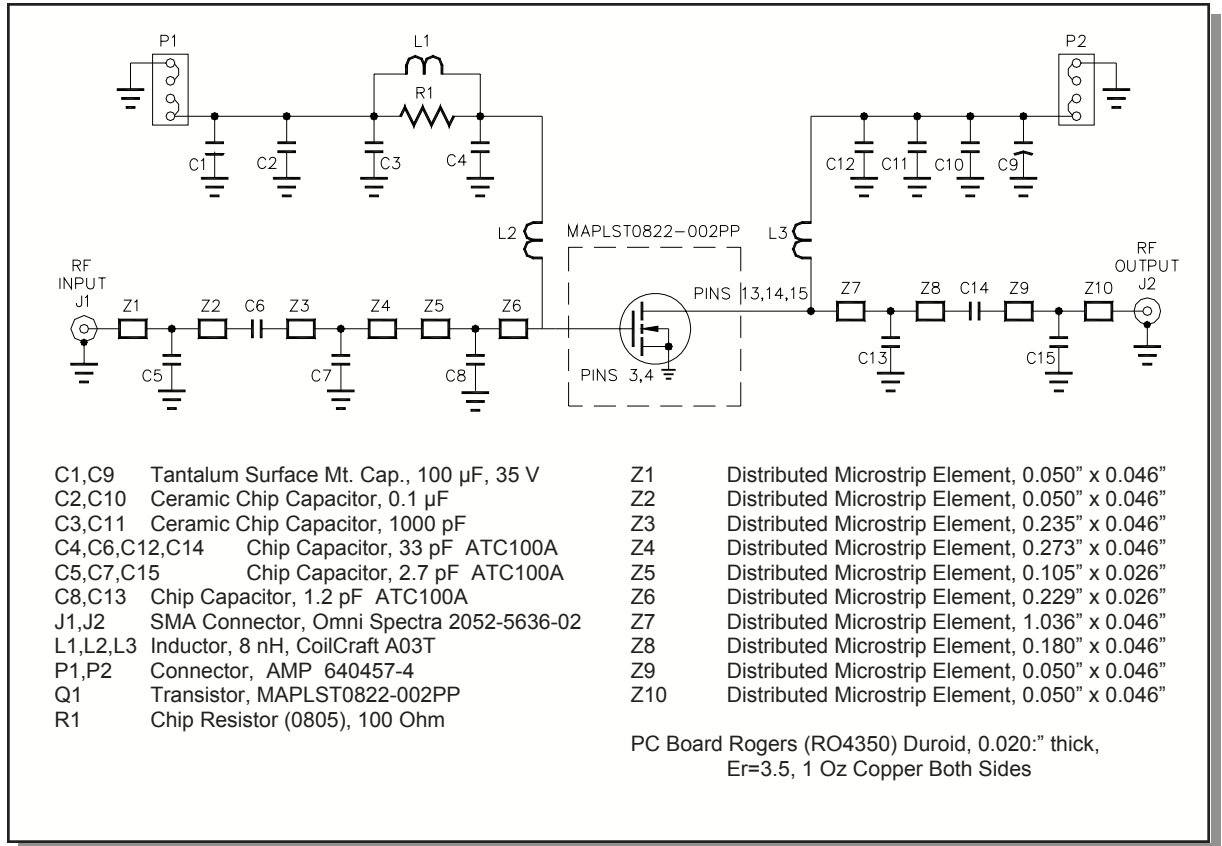 P1
L1
P2
R1
C1
C2
C3
C4
C12
C11
C10
C9
L2
MAPLST0822-002PP
L3
RF
INPUT
J1
Z1
Z2
C6
Z3
Z4
Z5
Z6
PINS 13,14,15
Z7
Z8
C14
Z9
Z10
RF
OUTPUT
J2
C5
C7
C8
PINS 3,4
C13
C15
C1,C9 Tantalum Surface Mt. Cap., 100 µF, 35 V
C2,C10 Ceramic Chip Capacitor, 0.1 µF
C3,C11 Ceramic Chip Capacitor, 1000 pF
C4,C6,C12,C14 Chip Capacitor, 33 pF ATC100A
C5,C7,C15 Chip Capacitor, 2.7 pF ATC100A
C8,C13 Chip Capacitor, 1.2 pF ATC100A
J1,J2 SMA Connector, Omni Spectra 2052-5636-02
L1,L2,L3 Inductor, 8 nH, CoilCraft A03T
P1,P2 Connector, AMP 640457-4
Q1 Transistor, MAPLST0822-002PP
R1 Chip Resistor (0805), 100 Ohm
Z1 Distributed Microstrip Element, 0.050” x 0.046”
Z2 Distributed Microstrip Element, 0.050” x 0.046”
Z3 Distributed Microstrip Element, 0.235” x 0.046”
Z4 Distributed Microstrip Element, 0.273” x 0.046”
Z5 Distributed Microstrip Element, 0.105” x 0.026”
Z6 Distributed Microstrip Element, 0.229” x 0.026”
Z7 Distributed Microstrip Element, 1.036” x 0.046”
Z8 Distributed Microstrip Element, 0.180” x 0.046”
Z9 Distributed Microstrip Element, 0.050” x 0.046”
Z10 Distributed Microstrip Element, 0.050” x 0.046”
PC Board Rogers (RO4350) Duroid, 0.020:” thick,
Er=3.5, 1 Oz Copper Both Sides